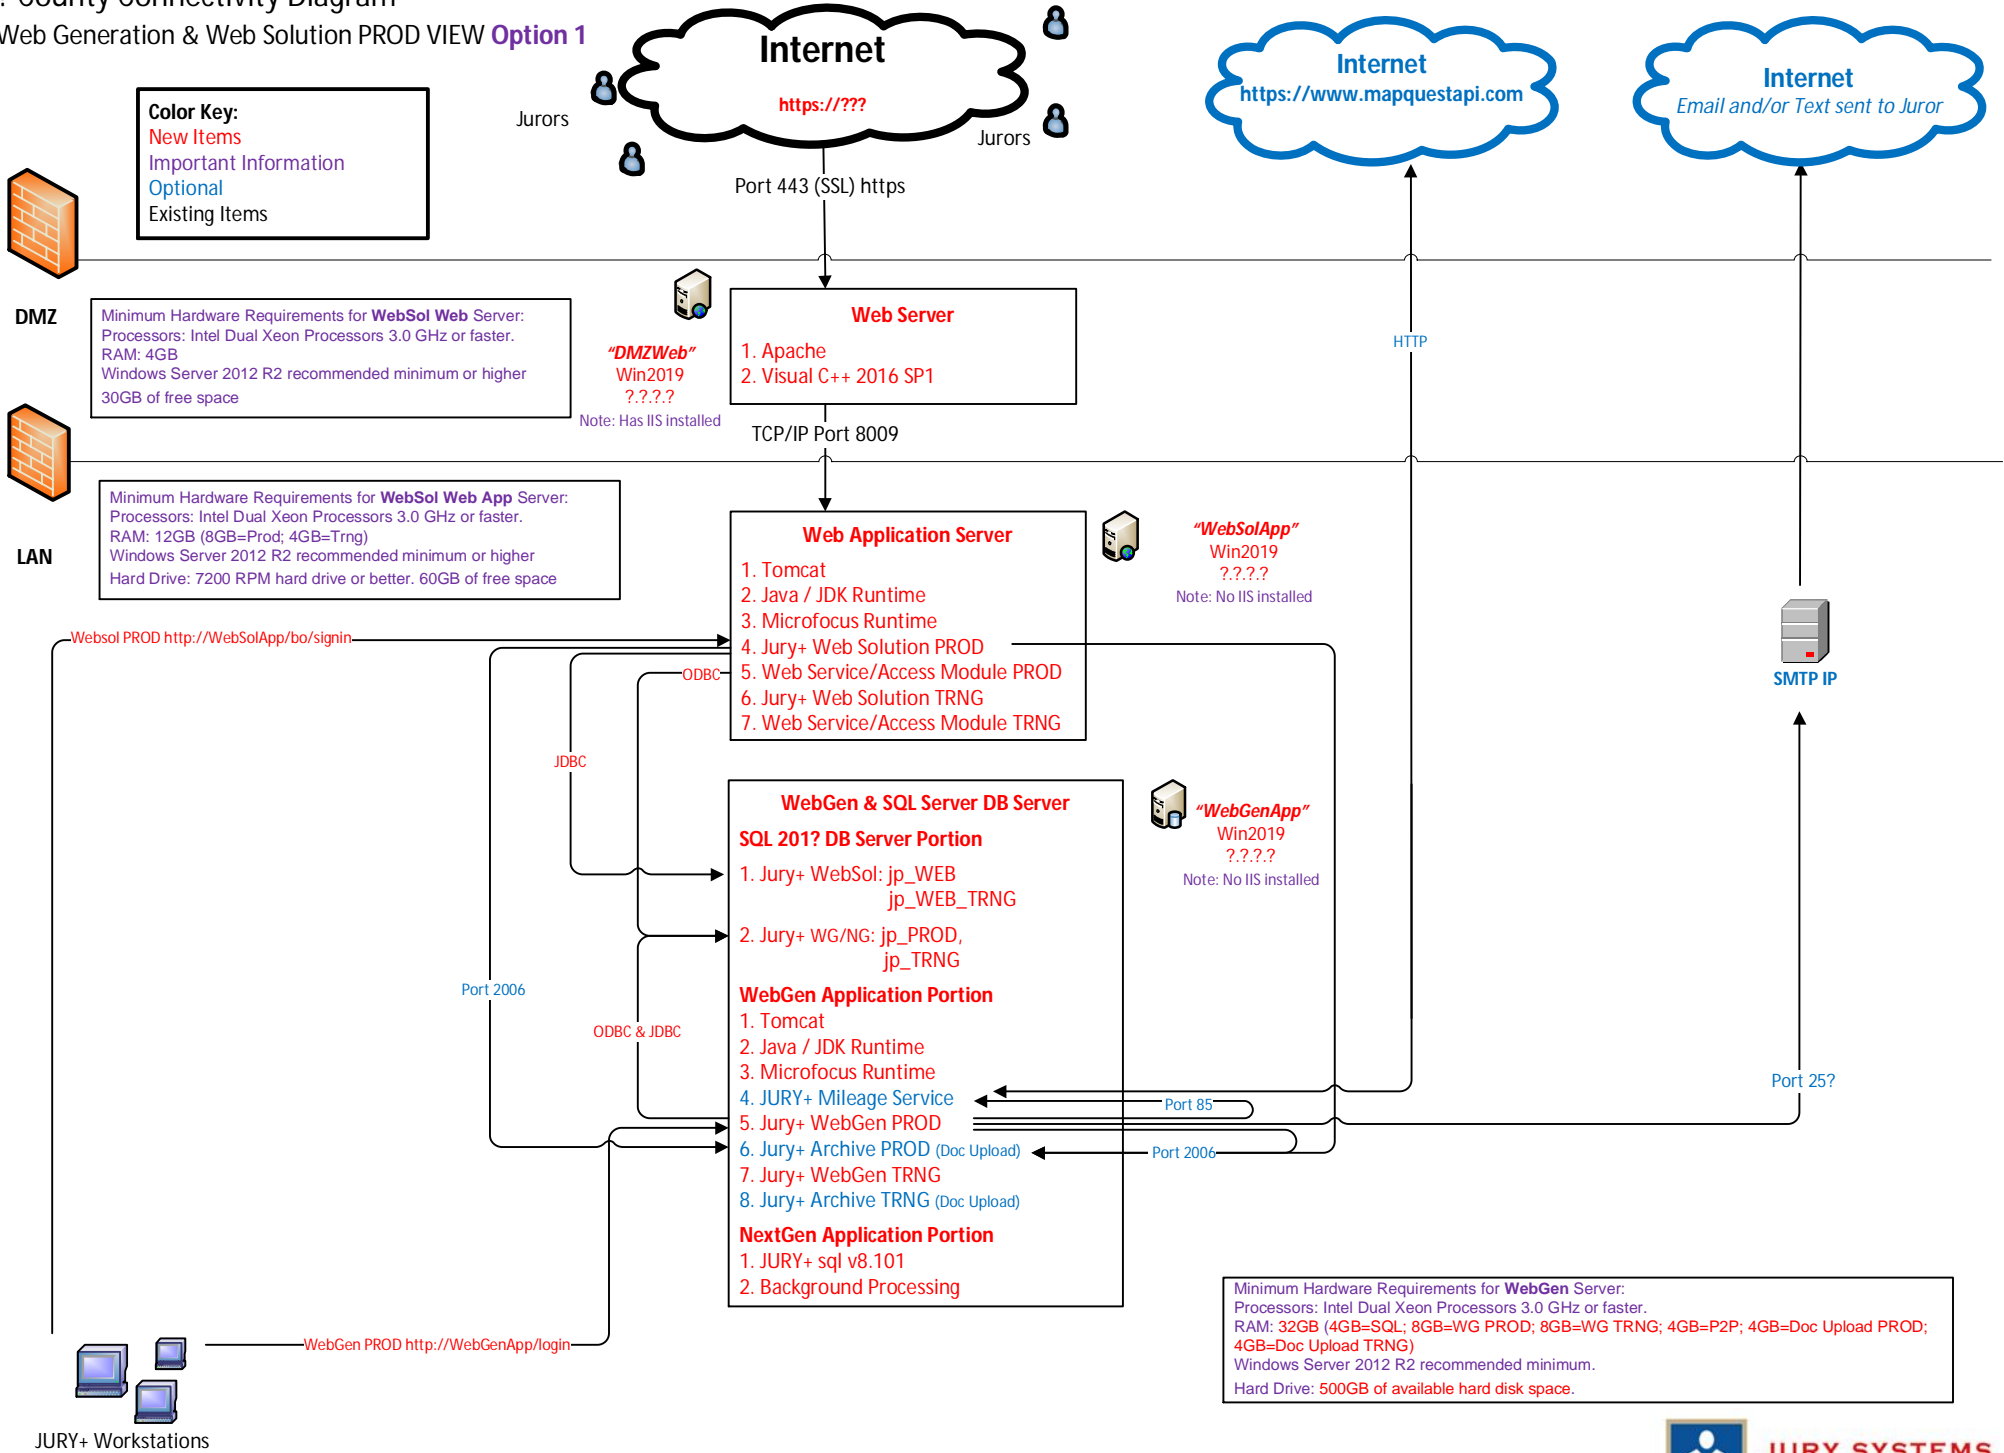 County Connectivity Diagram
Web Generation & Web Solution PROD VIEW Option 1
Color Key:
New Items
Important Information
Optional
Existing Items
Internet
https://???
Jurors
Jurors
Internet
https://www.mapquestapi.com
Internet
Email and/or Text sent to Juror
Port 443 (SSL) https
DMZ
Minimum Hardware Requirements for WebSol Web Server:
Processors: Intel Dual Xeon Processors 3.0 GHz or faster.
RAM: 4GB
Windows Server 2012 R2 recommended minimum or higher
30GB of free space
“DMZWeb”
Win2019
?.?.?.?
Note: Has IIS installed
Web Server
1. Apache
2. Visual C++ 2016 SP1
HTTP
TCP/IP Port 8009
LAN
Minimum Hardware Requirements for WebSol Web App Server:
Processors: Intel Dual Xeon Processors 3.0 GHz or faster.
RAM: 12GB (8GB=Prod; 4GB=Trng)
Windows Server 2012 R2 recommended minimum or higher
Hard Drive: 7200 RPM hard drive or better. 60GB of free space
Web Application Server
1. Tomcat
2. Java / JDK Runtime
3. Microfocus Runtime
4. Jury+ Web Solution PROD
5. Web Service/Access Module PROD
6. Jury+ Web Solution TRNG
7. Web Service/Access Module TRNG
“WebSolApp”
Win2019
?.?.?.?
Note: No IIS installed
Websol PROD http://WebSolApp/bo/signin
ODBC
JDBC
SMTP IP
WebGen & SQL Server DB Server
SQL 201? DB Server Portion
1. Jury+ WebSol: jp_WEB
jp_WEB_TRNG
2. Jury+ WG/NG: jp_PROD,
jp_TRNG
WebGen Application Portion
1. Tomcat
2. Java / JDK Runtime
3. Microfocus Runtime
4. JURY+ Mileage Service
5. Jury+ WebGen PROD
6. Jury+ Archive PROD (Doc Upload)
7. Jury+ WebGen TRNG
8. Jury+ Archive TRNG (Doc Upload)
NextGen Application Portion
1. JURY+ sql v8.101
2. Background Processing
“WebGenApp”
Win2019
?.?.?.?
Note: No IIS installed
Port 2006
ODBC & JDBC
Port 85
Port 2006
Port 25?
WebGen PROD http://WebGenApp/login
Minimum Hardware Requirements for WebGen Server:
Processors: Intel Dual Xeon Processors 3.0 GHz or faster.
RAM: 32GB (4GB=SQL; 8GB=WG PROD; 8GB=WG TRNG; 4GB=P2P; 4GB=Doc Upload PROD;
4GB=Doc Upload TRNG)
Windows Server 2012 R2 recommended minimum.
Hard Drive: 500GB of available hard disk space.
JURY+ Workstations
JURY SYSTEMS